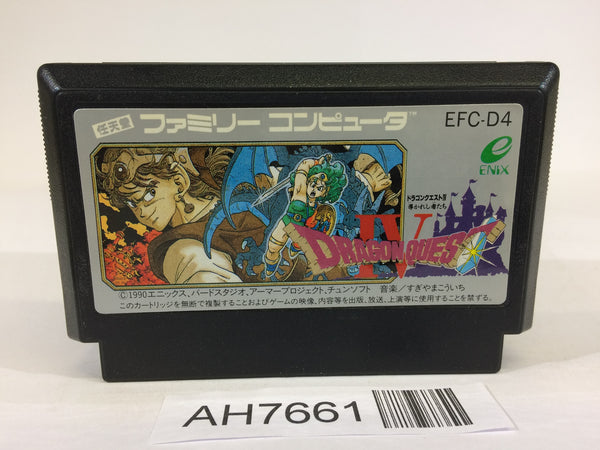 任天堂 ファミリー コンピュータ™ EFC-D4
ENIX
ドラゴンクエストIV
導かれし者たち
DRAGON QUEST
IV
©1990エニックス、バードスタジオ、アーマープロジェクト、チュンソフト 音楽／すぎやまこういち
このカートリッジを無断で複製することおよびゲームの映像、内容等を出版、放送、上演等に使用することを禁ずる。
AH7661